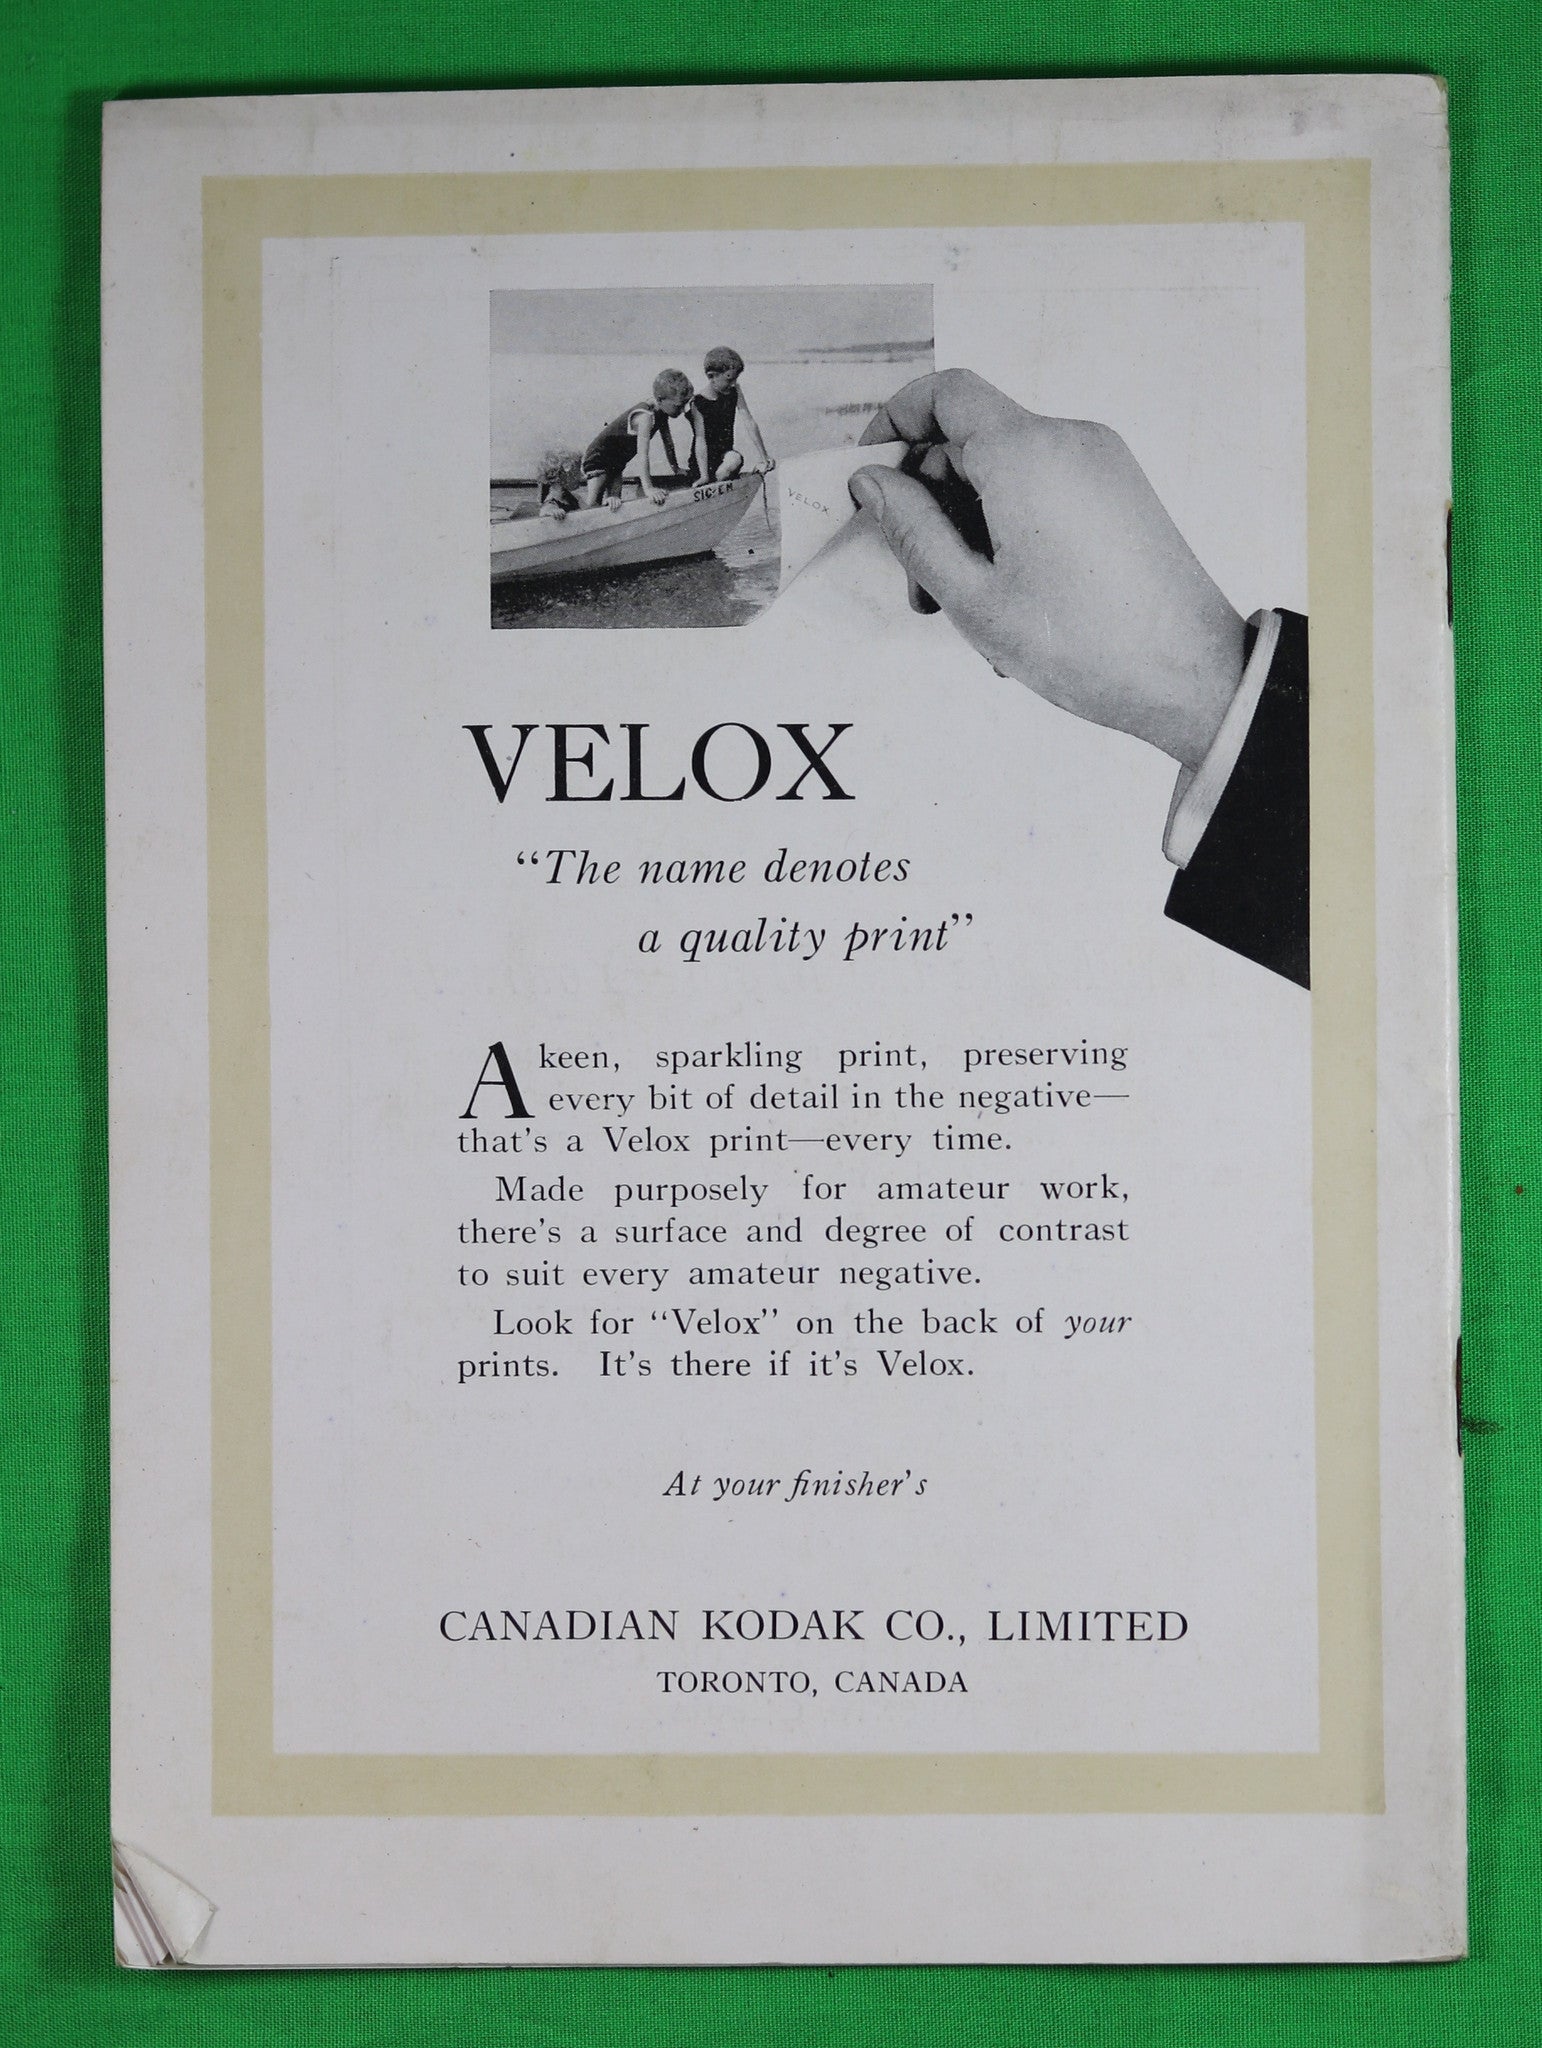 SIC-EM
VELOX
VELOX
“The name denotes
a quality print”
A keen, sparkling print, preserving
every bit of detail in the negative—
that’s a Velox print—every time.
Made purposely for amateur work,
there’s a surface and degree of contrast
to suit every amateur negative.
Look for “Velox” on the back of your
prints. It’s there if it’s Velox.
At your finisher’s
CANADIAN KODAK CO., LIMITED
TORONTO, CANADA